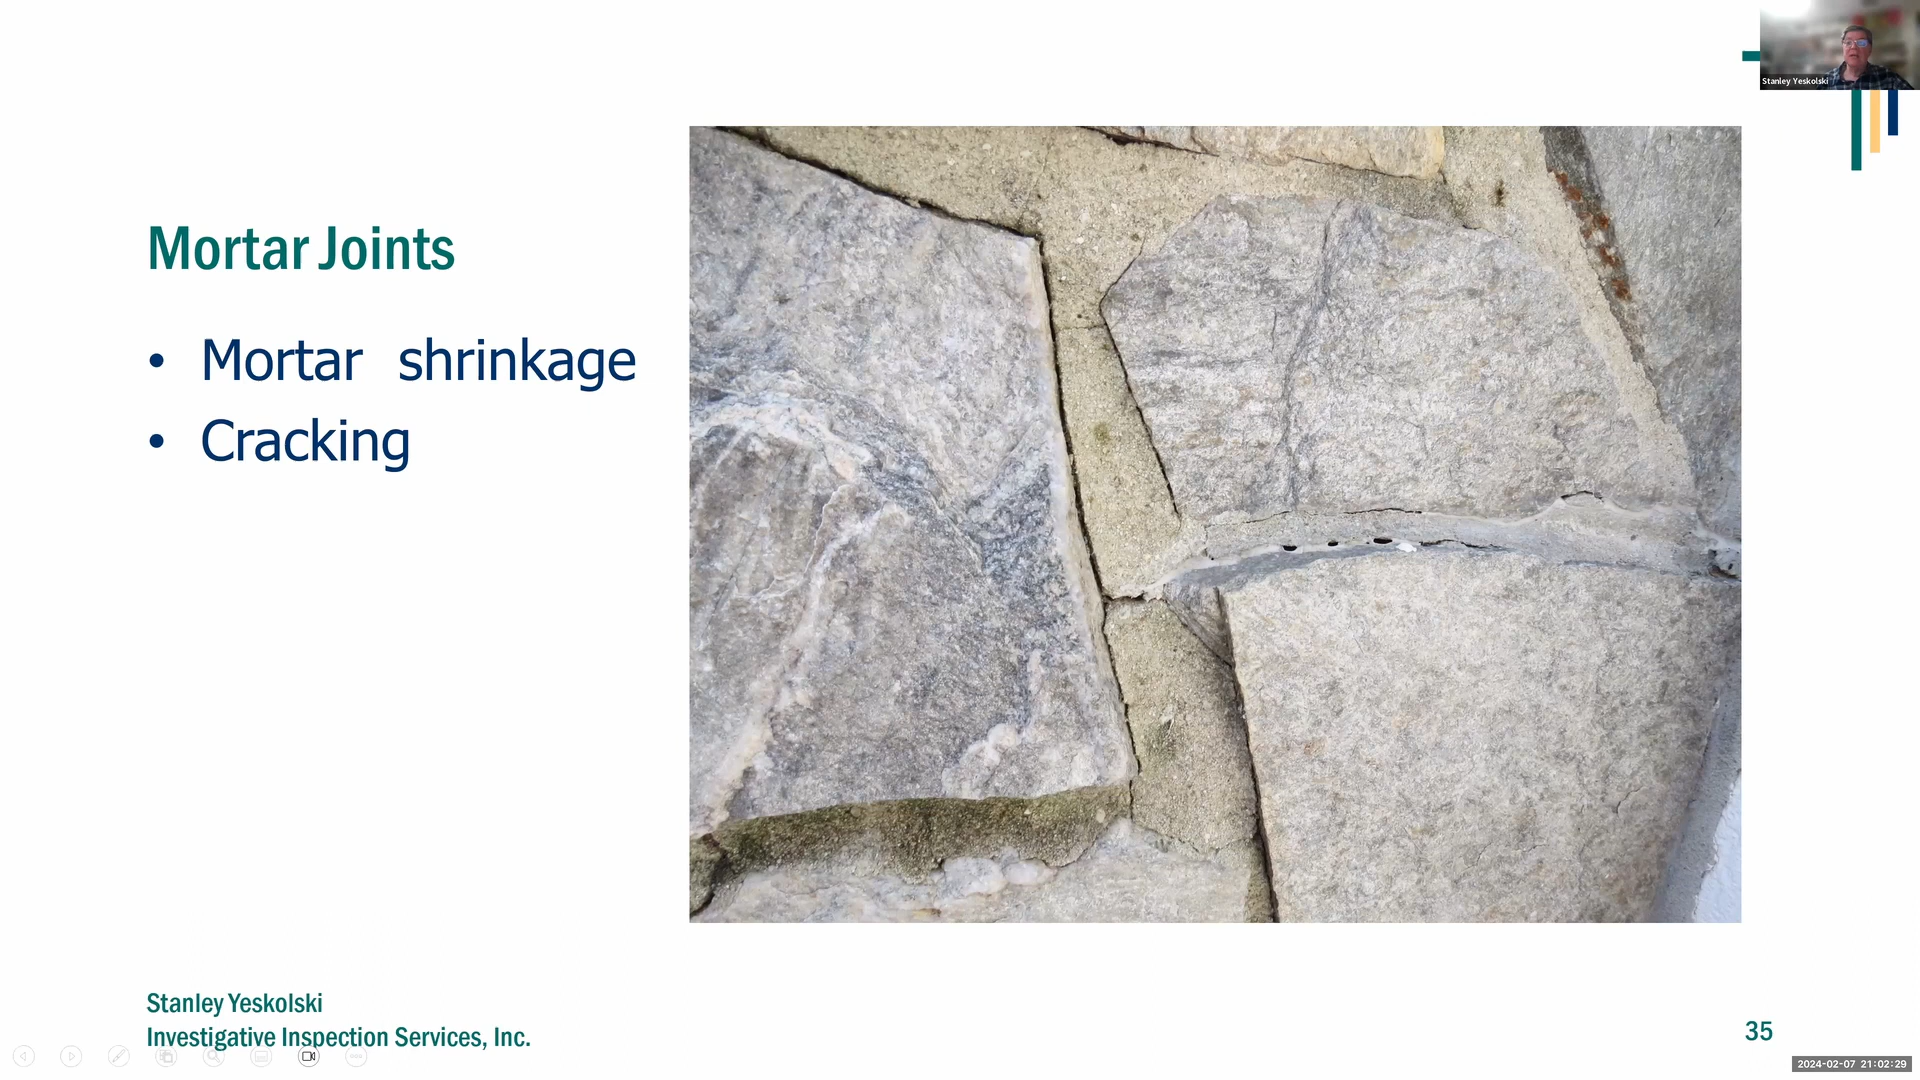 Stanley Yeskolski
Mortar Joints
• Mortar shrinkage
• Cracking
Stanley Yeskolski
Investigative Inspection Services, Inc.
35
2024-02-07 21:02:29